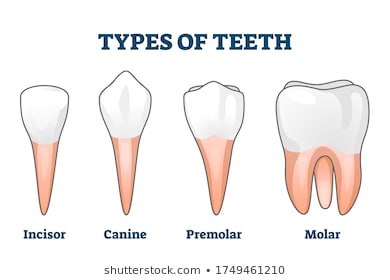 TYPES OF TEETH
Incisor Canine Premolar Molar
shutterstock.com • 1749461210